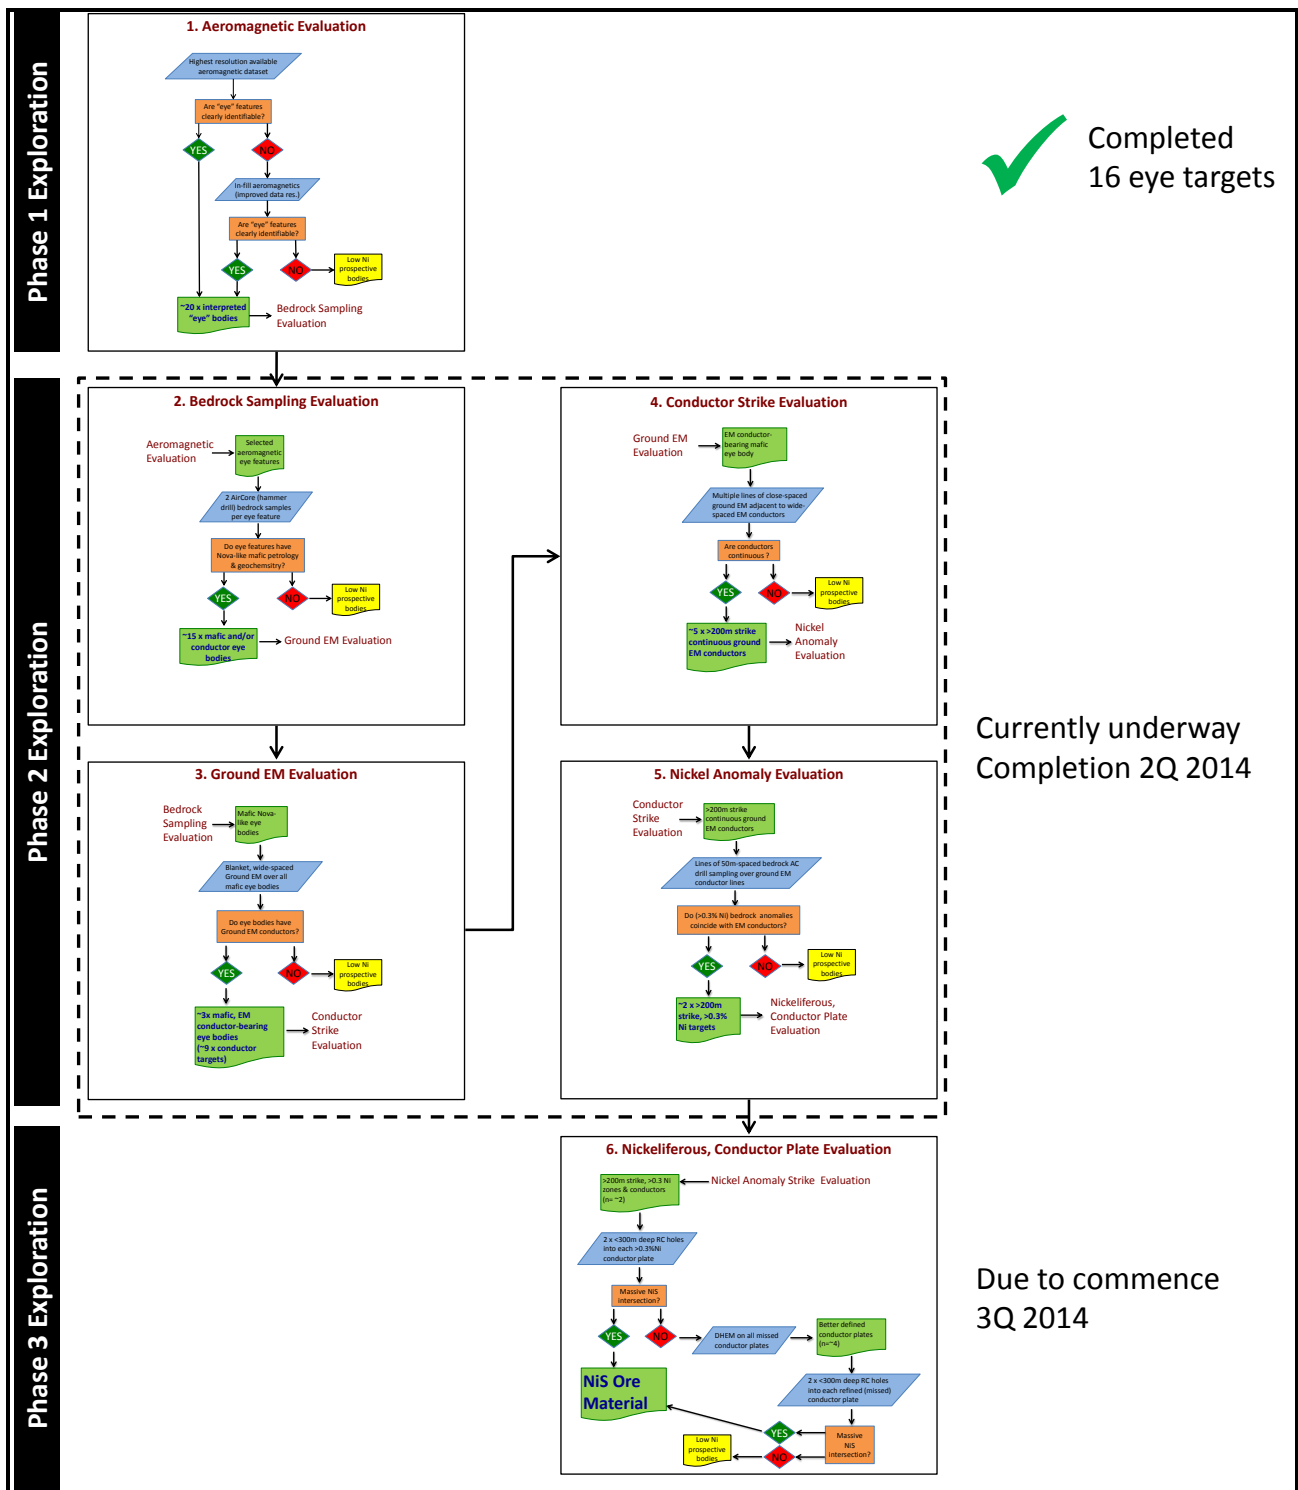 Phase 1 Exploration
1. Aeromagnetic Evaluation
Highest resolution available
aeromagnetic dataset
Are "eye" features
clearly identifiable?
YES
NO
In-fill aeromagnetics
(improved data res.)
Are "eye" features
clearly identifiable?
YES
NO
Low Ni
prospective
bodies
~20 x interpreted
"eye" bodies
Bedrock Sampling
Evaluation
Completed
16 eye targets
Phase 2 Exploration
2. Bedrock Sampling Evaluation
Aeromagnetic
Evaluation
Selected
aeromagnetic
eye features
2 AirCore (hammer
drill) bedrock samples
per eye feature
Do eye features have
Nova-like mafic petrology
& geochemsitry?
YES
NO
Low Ni
prospective
bodies
~15 x mafic and/or
conductor eye
bodies
Ground EM Evaluation
3. Ground EM Evaluation
Bedrock
Sampling
Evaluation
Mafic Nova-
like eye
bodies
Blanket, wide-spaced
Ground EM over all
mafic eye bodies
Do eye bodies have
Ground EM conductors?
YES
NO
Low Ni
prospective
bodies
~3x mafic, EM
conductor-bearing
eye bodies
(~9 x conductor
targets)
Conductor
Strike
Evaluation
4. Conductor Strike Evaluation
Ground EM
Evaluation
EM conductor-
bearing mafic
eye body
Multiple lines of close-spaced
ground EM adjacent to wide-
spaced EM conductors
Are conductors
continuous ?
YES
NO
Low Ni
prospective
bodies
~5 x >200m strike
continuous ground
EM conductors
Nickel
Anomaly
Evaluation
5. Nickel Anomaly Evaluation
Conductor
Strike
Evaluation
>200m strike
continuous ground
EM conductors
Lines of 50m-spaced bedrock AC
drill sampling over ground EM
conductor lines
Do (>0.3% Ni) bedrock anomalies
coincide with EM conductors?
YES
NO
Low Ni
prospective
bodies
~2 x >200m
strike, >0.3%
Ni targets
Nickeliferous,
Conductor Plate
Evaluation
Currently underway
Completion 2Q 2014
Phase 3 Exploration
6. Nickeliferous, Conductor Plate Evaluation
>200m strike, >0.3 Ni
zones & conductors
(n= ~2)
Nickel Anomaly Strike Evaluation
2 x <300m deep RC holes
into each >0.3%Ni
conductor plate
Massive NiS
intersection?
YES
NO
DHEM on all missed
conductor plates
Better defined
conductor plates
(n=~4)
2 x <300m deep RC holes
into each refined (missed)
conductor plate
Massive
NiS
intersection?
YES
NO
NiS Ore
Material
Low Ni
prospective
bodies
Due to commence
3Q 2014